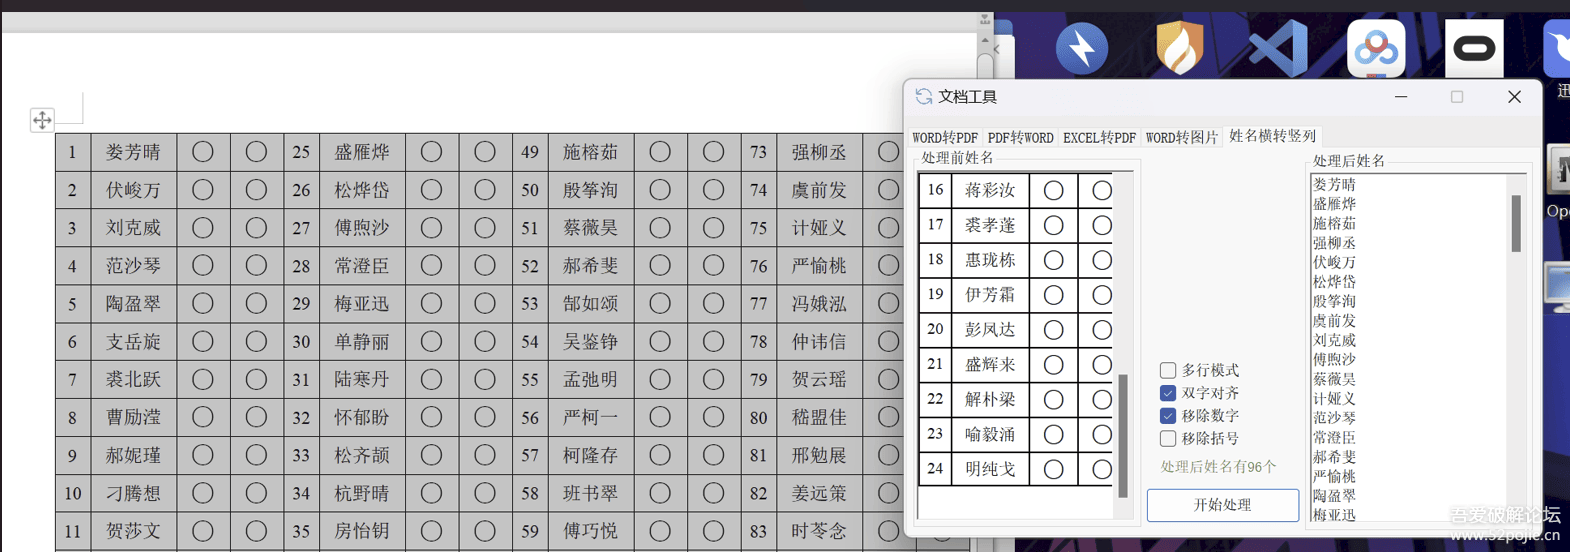 文档工具
WORD转PDF PDF转WORD EXCEL转PDF WORD转图片 姓名横转竖列
1 娄芳晴 25 盛雁烨 49 施榕茹 73 强柳丞
2 伏峻万 26 松烨岱 50 殷筝洵 74 虞前发
3 刘克威 27 傅煦沙 51 蔡薇昊 75 计娅义
4 范沙琴 28 常澄臣 52 郝希斐 76 严愉桃
5 陶盈翠 29 梅亚迅 53 郜如颂 77 冯娥泓
6 支岳旋 30 单静丽 54 吴鉴铮 78 仲讳信
7 裘北跃 31 陆寒丹 55 孟弛明 79 贺云瑶
8 曹励滢 32 怀郁盼 56 严柯一 80 嵇盟佳
9 郝妮瑾 33 松齐颉 57 柯隆存 81 邢勉展
10 刁腾想 34 杭野晴 58 班书翠 82 姜远策
11 贺莎文 35 房怡钥 59 傅巧悦 83 时苓念
处理前姓名
16 蒋彩汝
17 裘孝蓬
18 惠珑栋
19 伊芳霜
20 彭凤达
21 盛辉来
22 解朴梁
23 喻毅涌
24 明纯戈
多行模式
双字对齐
移除数字
移除括号
处理后姓名有96个
开始处理
处理后姓名
娄芳晴
盛雁烨
施榕茹
强柳丞
伏峻万
松烨岱
殷筝洵
虞前发
刘克威
傅煦沙
蔡薇昊
计娅义
范沙琴
常澄臣
郝希斐
严愉桃
陶盈翠
梅亚迅
迅
Ope
吾爱破解论坛
www.52pojie.cn